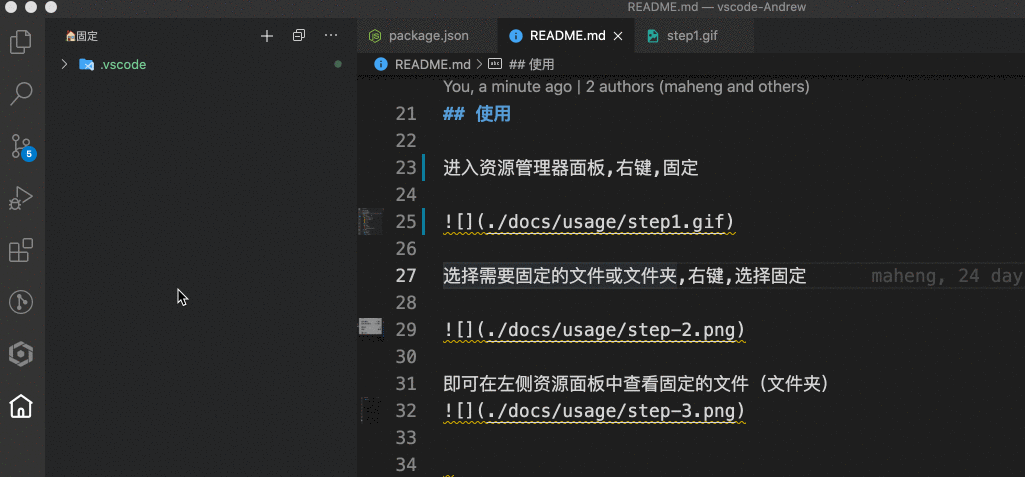 README.md — vscode-Andrew
固定
package.json
README.md
step1.gif
.vscode
README.md > ## 使用
You, a minute ago | 2 authors (maheng and others)
21 ## 使用
22
23 进入资源管理器面板,右键,固定
24
25 ![](./docs/usage/step1.gif)
26
27 选择需要固定的文件或文件夹,右键,选择固定 maheng, 24 day
28
29 ![](./docs/usage/step-2.png)
30
31 即可在左侧资源面板中查看固定的文件（文件夹）
32 ![](./docs/usage/step-3.png)
33
34
5